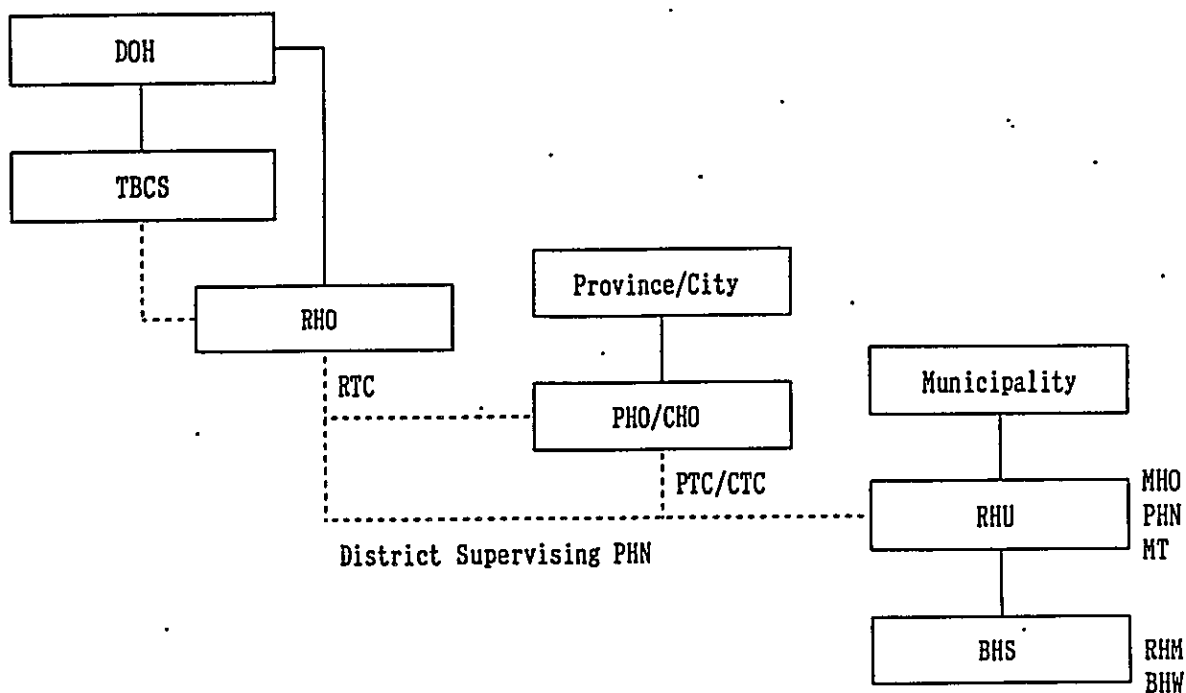 DOH
TBCS
RHO
RTC
Province/City
PHO/CHO
PTC/CTC
District Supervising PHN
Municipality
RHU
MHO
PHN
MT
BHS
RHM
BHW